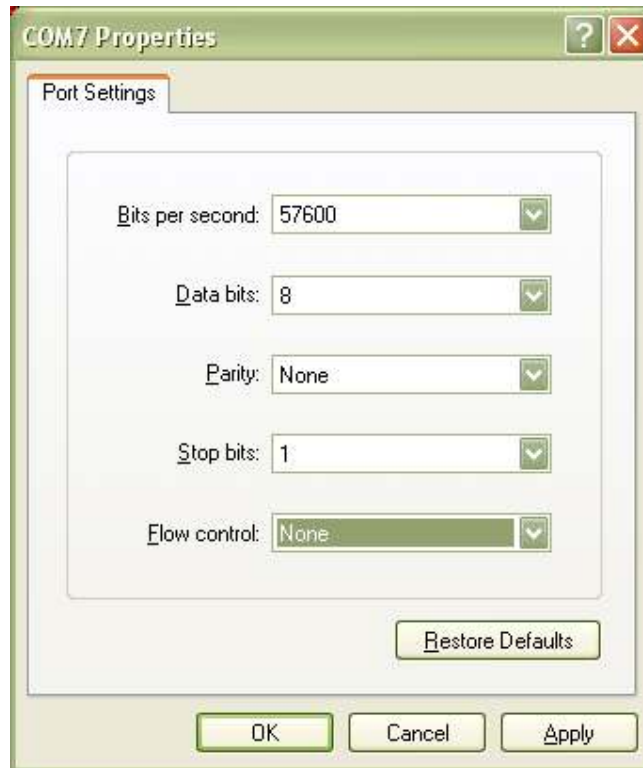 COM7 Properties
Port Settings
Bits per second: 57600
Data bits: 8
Parity: None
Stop bits: 1
Flow control: None
Restore Defaults
OK Cancel Apply